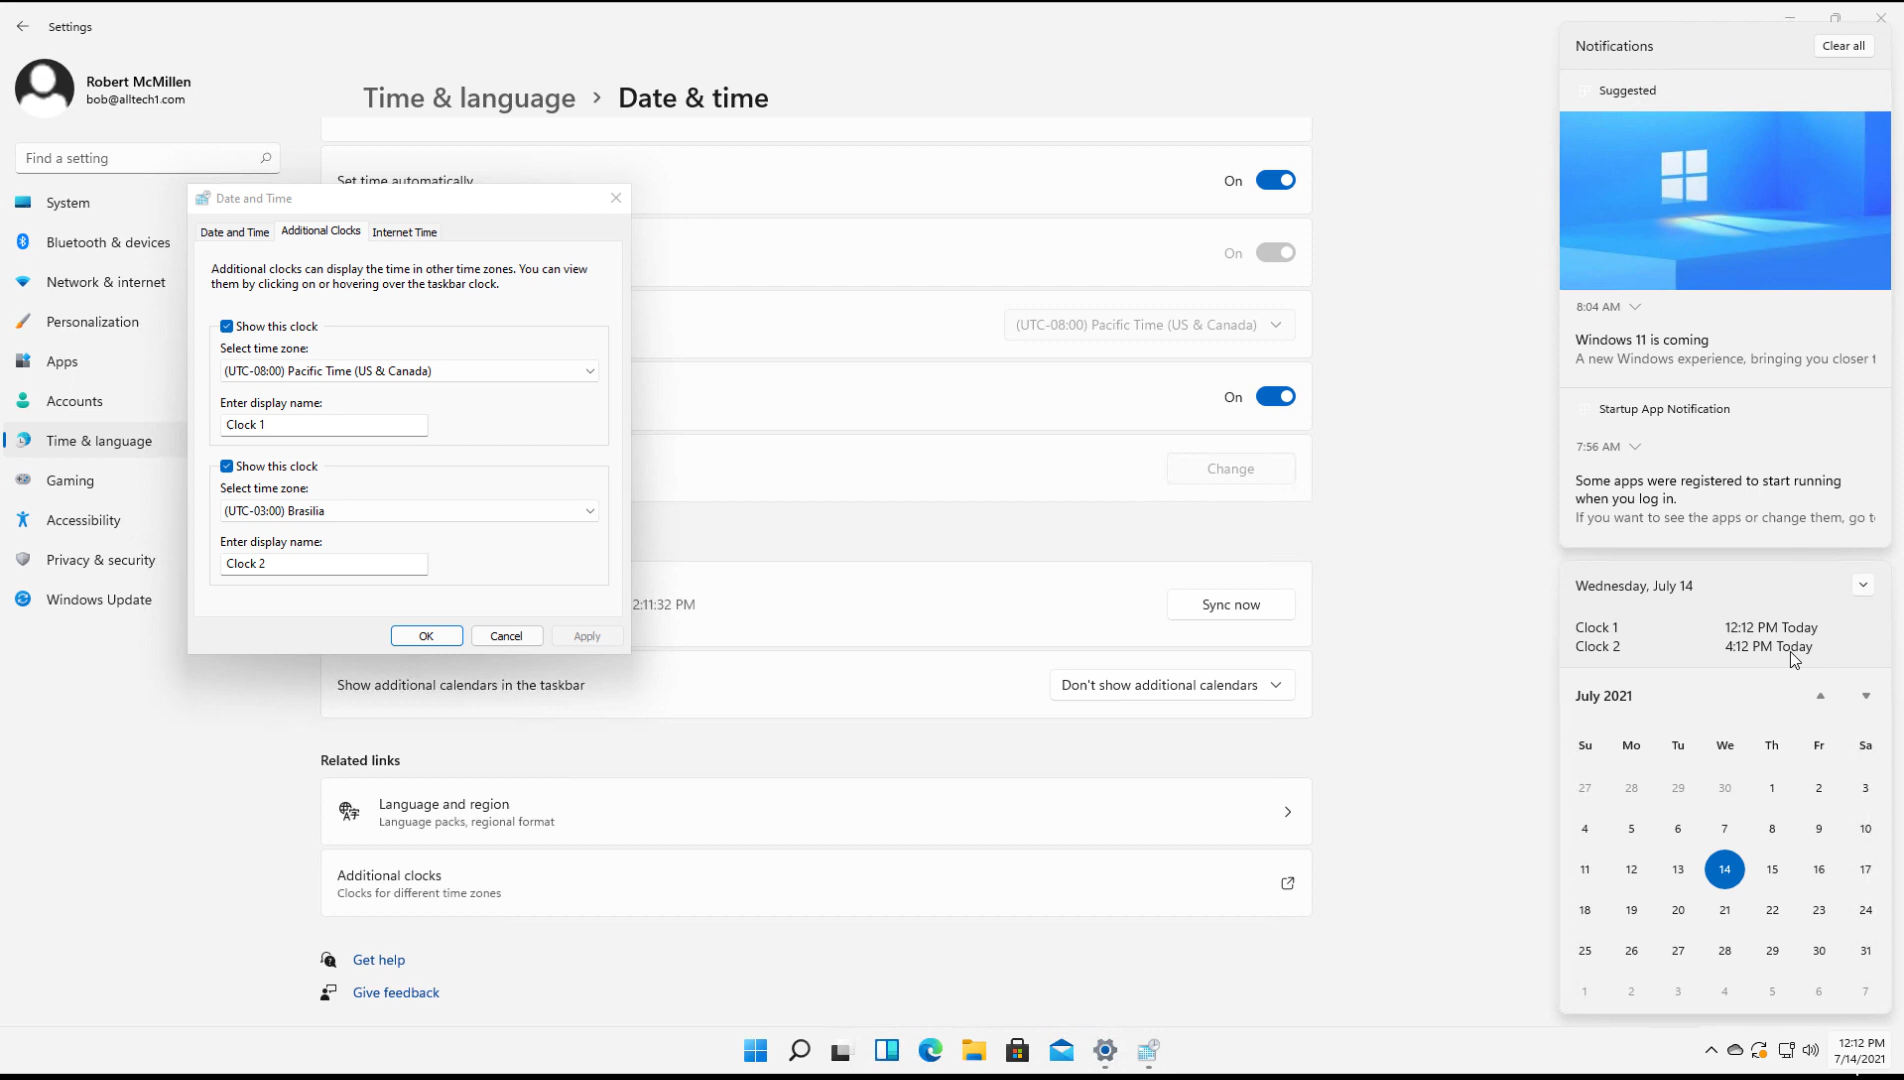 Settings
Robert McMillen
bob@alltech1.com
Find a setting
System
Bluetooth & devices
Network & internet
Personalization
Apps
Accounts
Time & language
Gaming
Accessibility
Privacy & security
Windows Update
Time & language > Date & time
Set time automatically
On
On
(UTC-08:00) Pacific Time (US & Canada)
On
Change
2:11:32 PM
Sync now
Show additional calendars in the taskbar
Don't show additional calendars
Related links
Language and region
Language packs, regional format
Additional clocks
Clocks for different time zones
Get help
Give feedback
Date and Time
Date and Time Additional Clocks Internet Time
Additional clocks can display the time in other time zones. You can view
them by clicking on or hovering over the taskbar clock.
Show this clock
Select time zone:
(UTC-08:00) Pacific Time (US & Canada)
Enter display name:
Clock 1
Show this clock
Select time zone:
(UTC-03:00) Brasilia
Enter display name:
Clock 2
OK Cancel Apply
Notifications Clear all
Suggested
8:04 AM
Windows 11 is coming
A new Windows experience, bringing you closer t
Startup App Notification
7:56 AM
Some apps were registered to start running
when you log in.
If you want to see the apps or change them, go t
Wednesday, July 14
Clock 1 12:12 PM Today
Clock 2 4:12 PM Today
July 2021
Su Mo Tu We Th Fr Sa
27 28 29 30 1 2 3
4 5 6 7 8 9 10
11 12 13 14 15 16 17
18 19 20 21 22 23 24
25 26 27 28 29 30 31
1 2 3 4 5 6 7
12:12 PM
7/14/2021